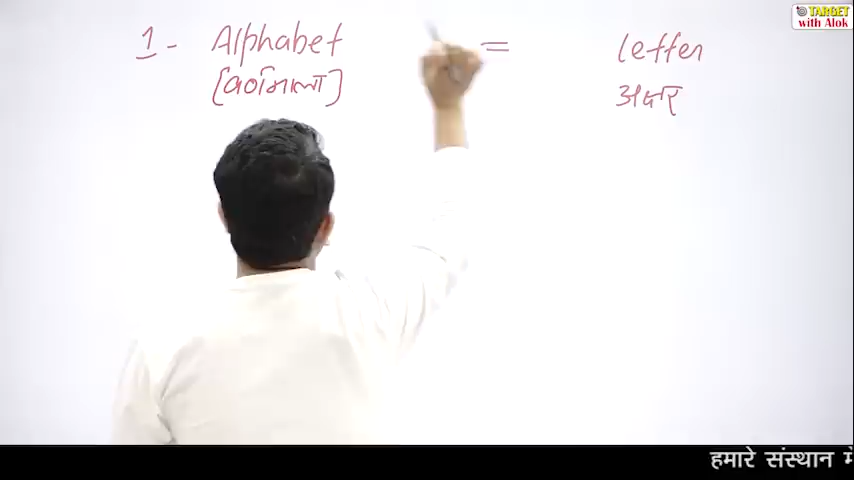 1 - Alphabet = letter
[वर्णमाला] अक्षर
TARGET
with Alok
हमारे संस्थान में